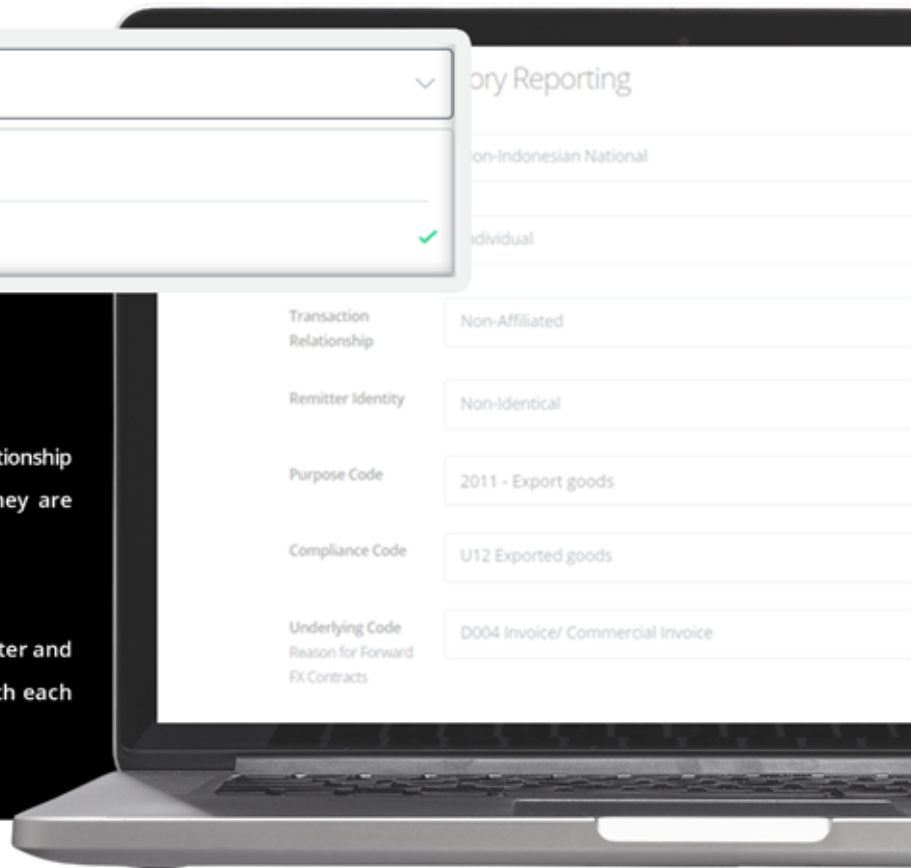 ory Reporting
on-Indonesian National
dividual
Transaction
Relationship
Non-Affiliated
Remitter Identity
Non-Identical
Purpose Code
2011 - Export goods
Compliance Code
U12 Exported goods
Underlying Code
Reason for Forward
FX Contracts
D004 Invoice/ Commercial Invoice
tionship
ey are
ter and
th each